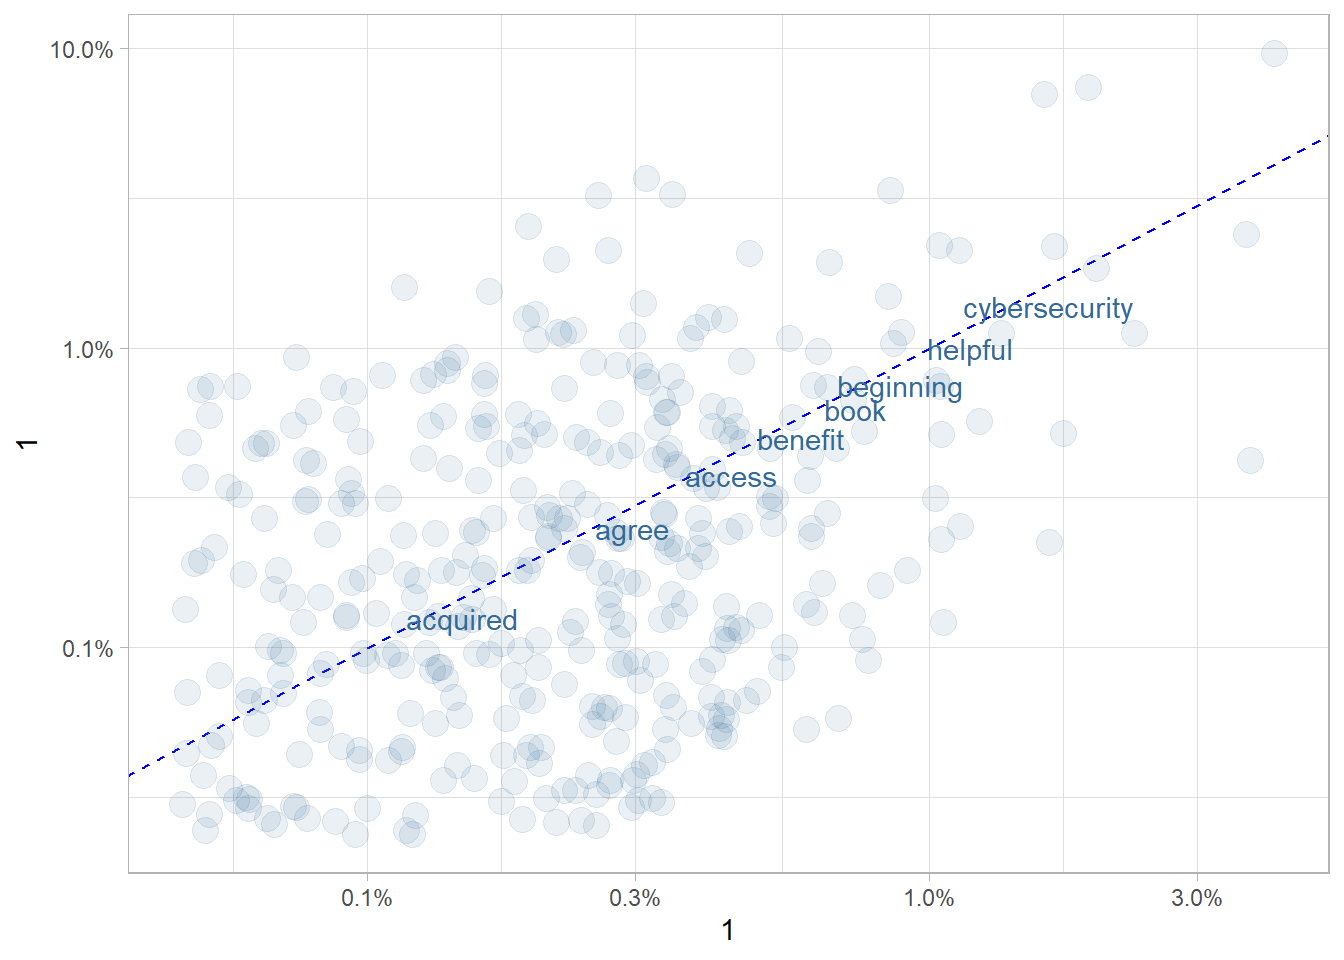 10.0%
1.0%
0.1%
1
cybersecurity
helpful
beginning
book
benefit
access
agree
acquired
0.1%
0.3%
1.0%
3.0%
1